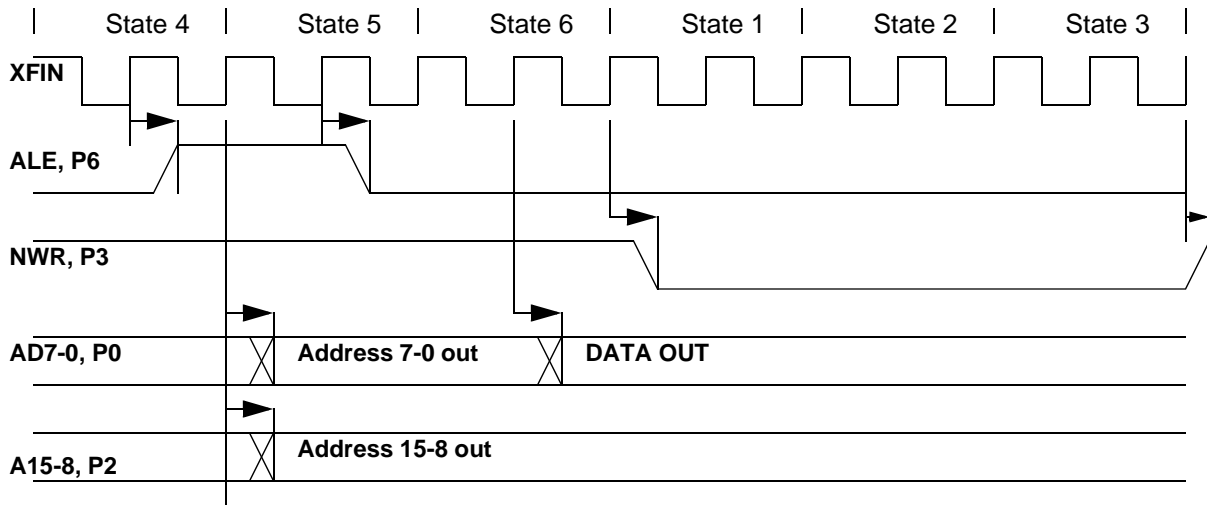 State 4 State 5 State 6 State 1 State 2 State 3
XFIN
ALE, P6
NWR, P3
AD7-0, P0 Address 7-0 out DATA OUT
A15-8, P2 Address 15-8 out